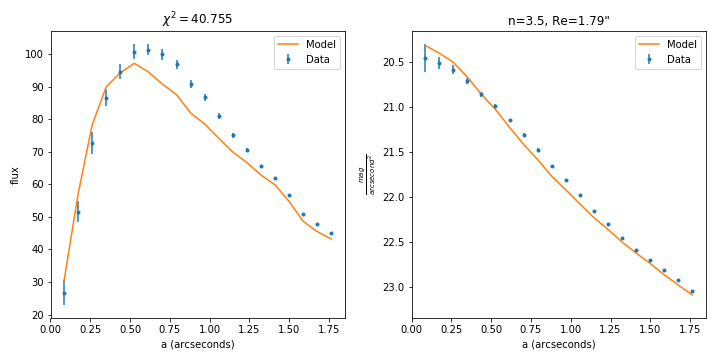 χ² = 40.755
Model
Data
flux
100
90
80
70
60
50
40
30
20
0.00 0.25 0.50 0.75 1.00 1.25 1.50 1.75
a (arcseconds)
n=3.5, Re=1.79"
Model
Data
mag
arcsecond²
20.5
21.0
21.5
22.0
22.5
23.0
0.00 0.25 0.50 0.75 1.00 1.25 1.50 1.75
a (arcseconds)